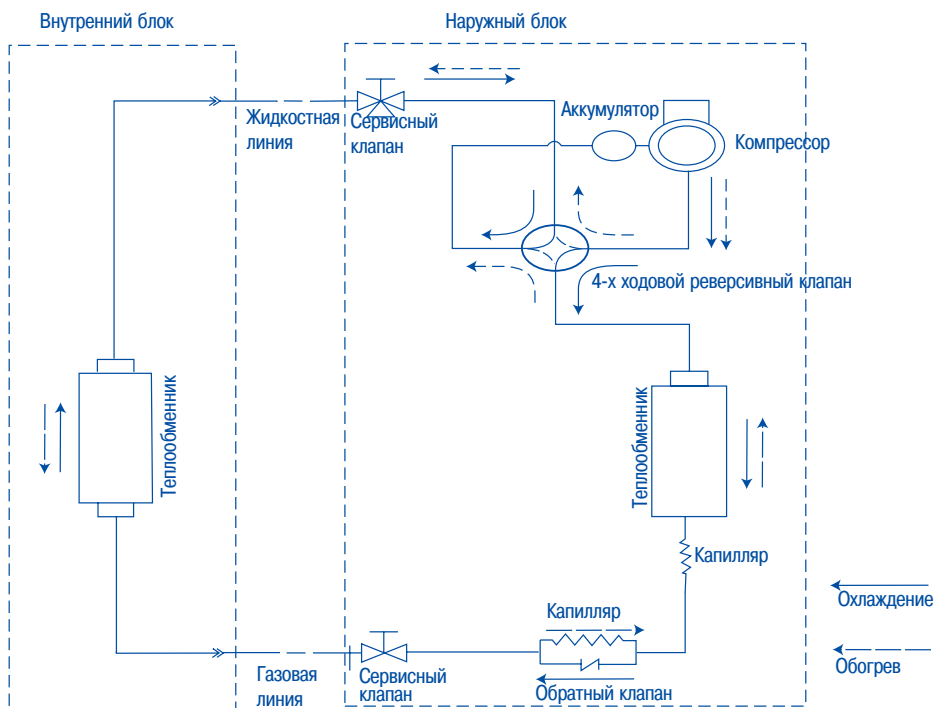 Внутренний блок
Наружный блок
Жидкостная
линия
Сервисный
клапан
Аккумулятор
Компрессор
4-х ходовой реверсивный клапан
Теплообменник
Теплообменник
Капилляр
Капилляр
Охлаждение
Обогрев
Газовая
линия
Сервисный
клапан
Обратный клапан